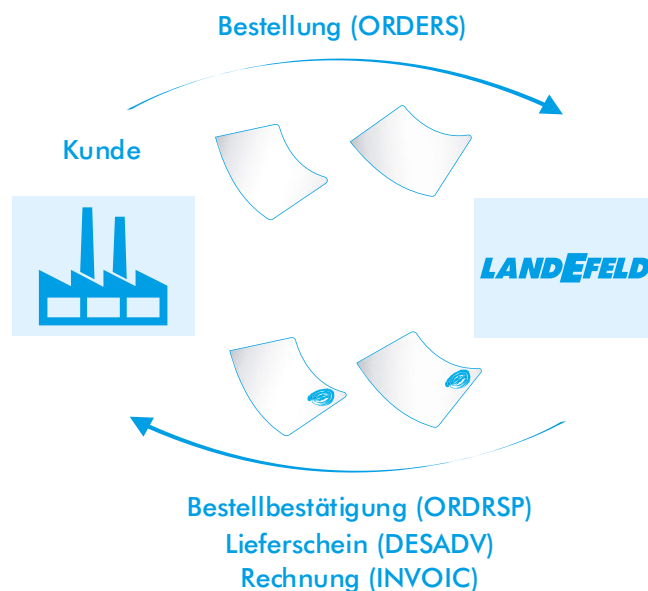 Bestellung (ORDERS)
Kunde
LANDEFELD
Bestellbestätigung (ORDRSP)
Lieferschein (DESADV)
Rechnung (INVOIC)